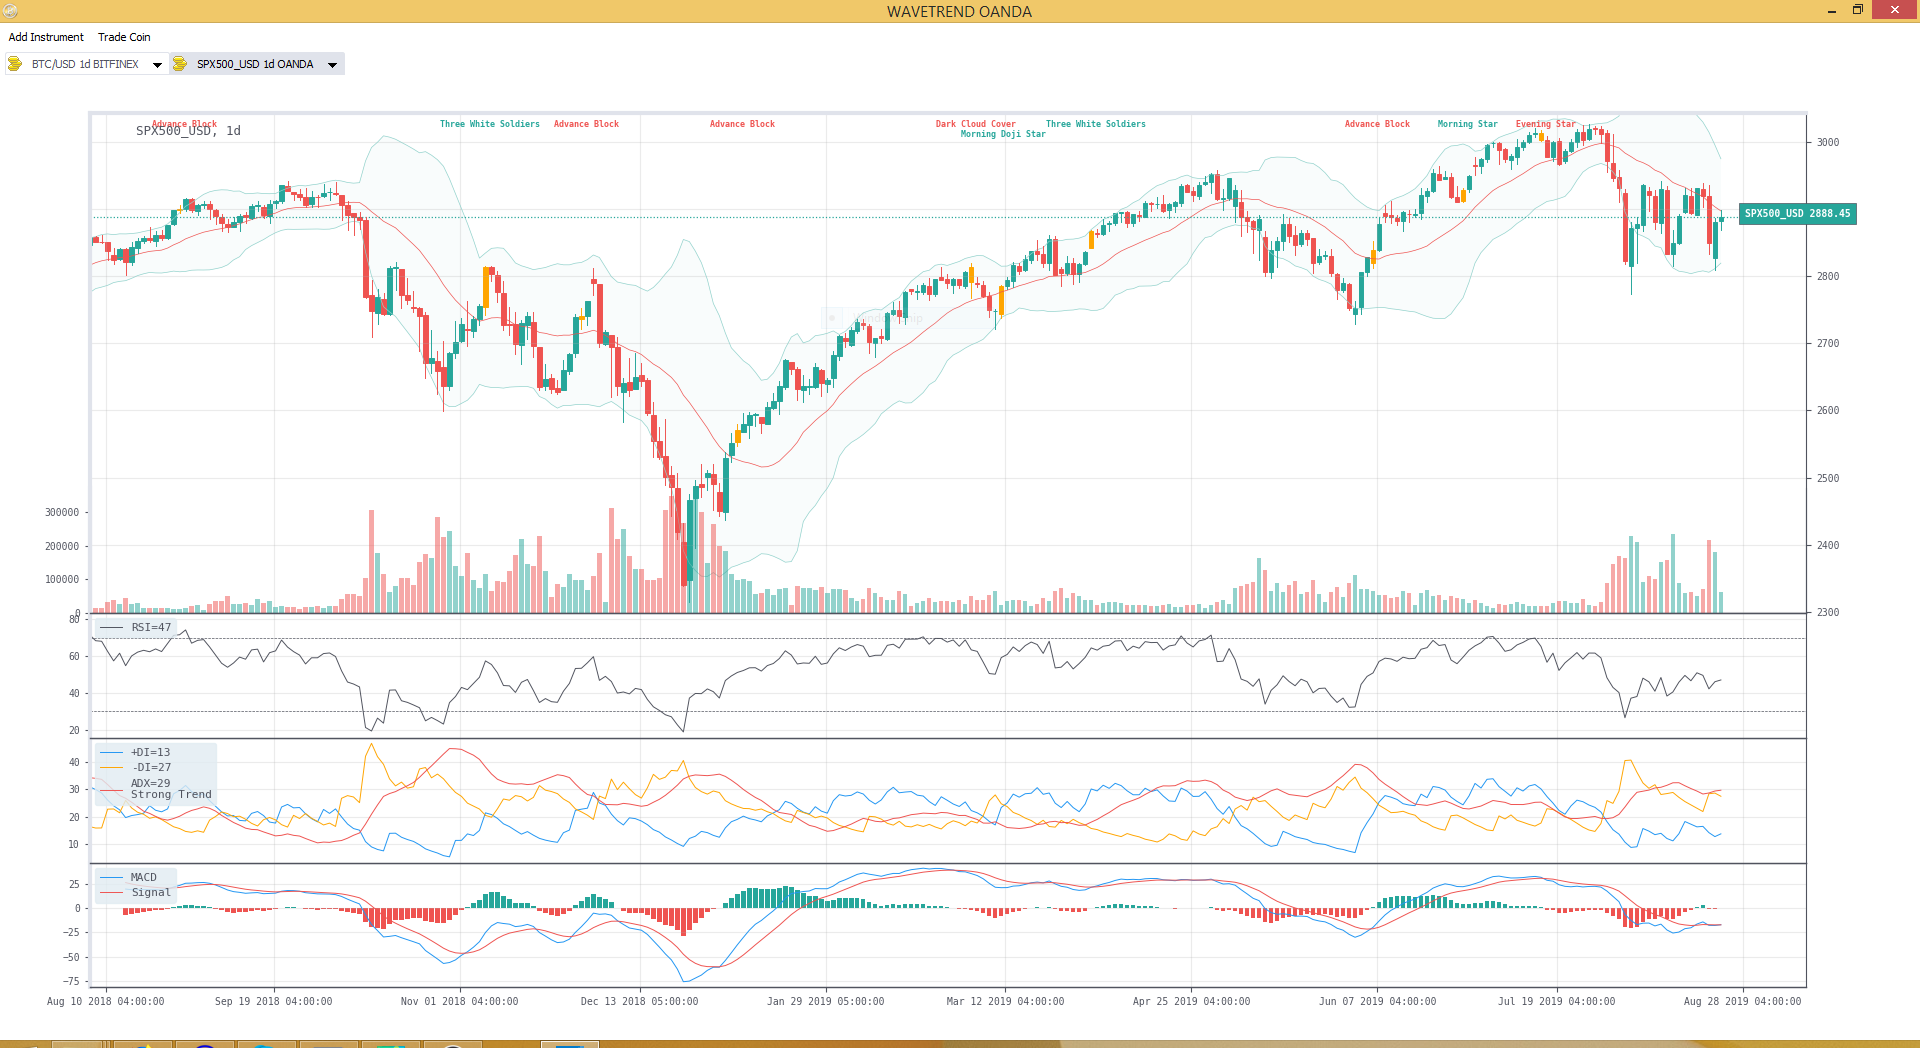 WAVETREND OANDA
Add Instrument Trade Coin
BTC/USD 1d BITFINEX SPX500_USD 1d OANDA
Advance Block Three White Soldiers Advance Block Advance Block Dark Cloud Cover Three White Soldiers Advance Block Morning Star Evening Star
SPX500_USD, 1d
Morning Doji Star
3000
SPX500_USD 2888.45
2800
2700
2600
2500
2400
2300
300000
200000
100000
0
RSI=47
80
60
40
20
+DI=13
-DI=27
ADX=29
Strong Trend
40
30
20
10
MACD
Signal
25
0
−25
−50
−75
Aug 10 2018 04:00:00 Sep 19 2018 04:00:00 Nov 01 2018 04:00:00 Dec 13 2018 05:00:00 Jan 29 2019 05:00:00 Mar 12 2019 04:00:00 Apr 25 2019 04:00:00 Jun 07 2019 04:00:00 Jul 19 2019 04:00:00 Aug 28 2019 04:00:00